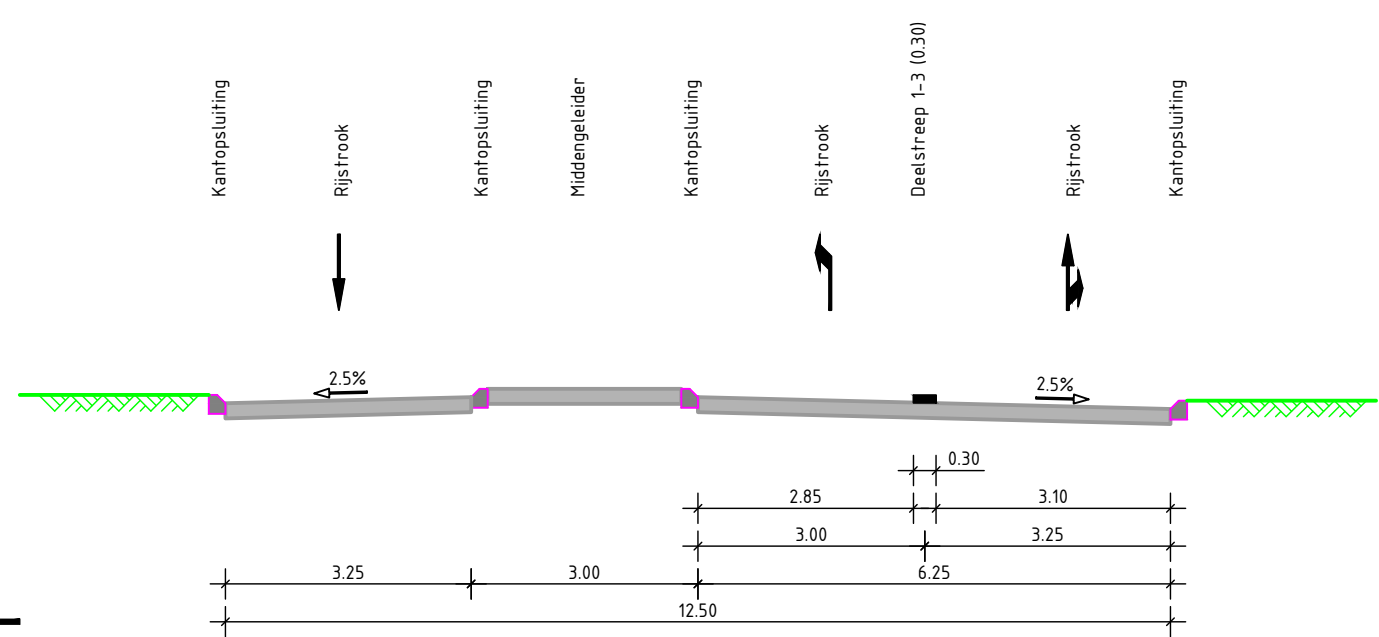 Kantopsluiting
Rijstrook
Kantopsluiting
Middengeleider
Kantopsluiting
Rijstrook
Deelstreep 1-3 (0.30)
Rijstrook
Kantopsluiting
2.5%
2.5%
0.30
2.85
3.10
3.00
3.25
3.25
3.00
6.25
12.50